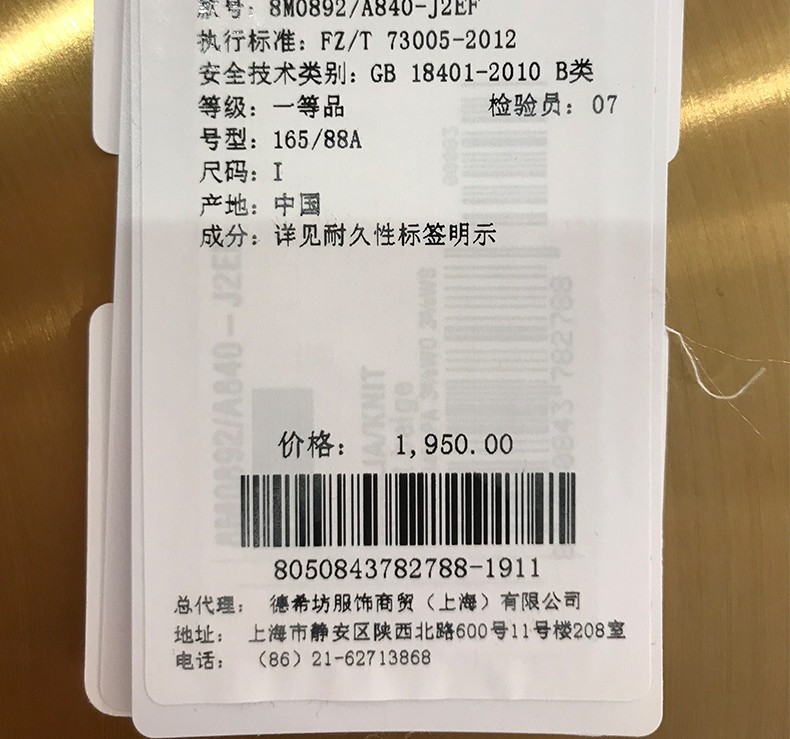 款号：8M0892/A840-J2EF
执行标准：FZ/T 73005-2012
安全技术类别：GB 18401-2010 B类
等级：一等品 检验员：07
号型：165/88A
尺码：I
产地：中国
成分：详见耐久性标签明示
价格： 1,950.00
8050843782788-1911
总代理： 德希坊服饰商贸（上海）有限公司
地址： 上海市静安区陕西北路600号11号楼208室
电话： （86）21-62713868